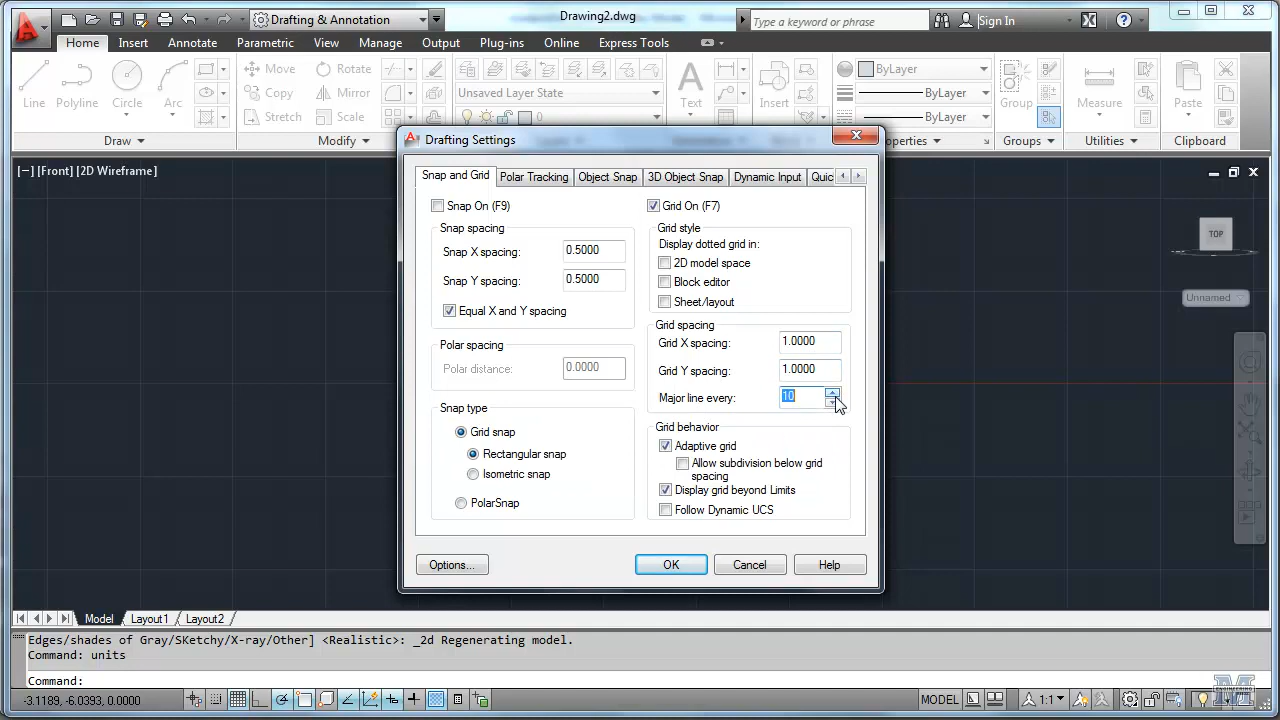 Drafting & Annotation
Drawing2.dwg
Type a keyword or phrase
Sign In
Home
Insert
Parametric
View
Manage
Output
Plug-ins
Online
Express Tools
Line
Polyline
Circle
Arc
Move
Rotate
Copy
Mirror
Stretch
Scale
Unsaved Layer State
0
Text
Insert
ByLayer
ByLayer
ByLayer
Group
Measure
Paste
Draw
Modify
Groups
Utilities
Clipboard
[−] [Front] [2D Wireframe]
TOP
Unnamed
Drafting Settings
Snap and Grid
Polar Tracking
Object Snap
3D Object Snap
Dynamic Input
Quic
Snap On (F9)
Snap spacing
Snap X spacing:
0.5000
Snap Y spacing:
0.5000
Equal X and Y spacing
Polar spacing
Polar distance:
0.0000
Snap type
Grid snap
Rectangular snap
Isometric snap
PolarSnap
Grid On (F7)
Grid style
Display dotted grid in:
2D model space
Block editor
Sheet/layout
Grid spacing
Grid X spacing:
1.0000
Grid Y spacing:
1.0000
Major line every:
10
Grid behavior
Adaptive grid
Allow subdivision below grid
spacing
Display grid beyond Limits
Follow Dynamic UCS
Options...
OK
Cancel
Help
Model
Layout1
Layout2
Edges/shades of Gray/SKetchy/X-ray/Other] <Realistic>: _2d Regenerating model.
Command: units
Command:
-3.1189, -6.0393, 0.0000
MODEL
1:1